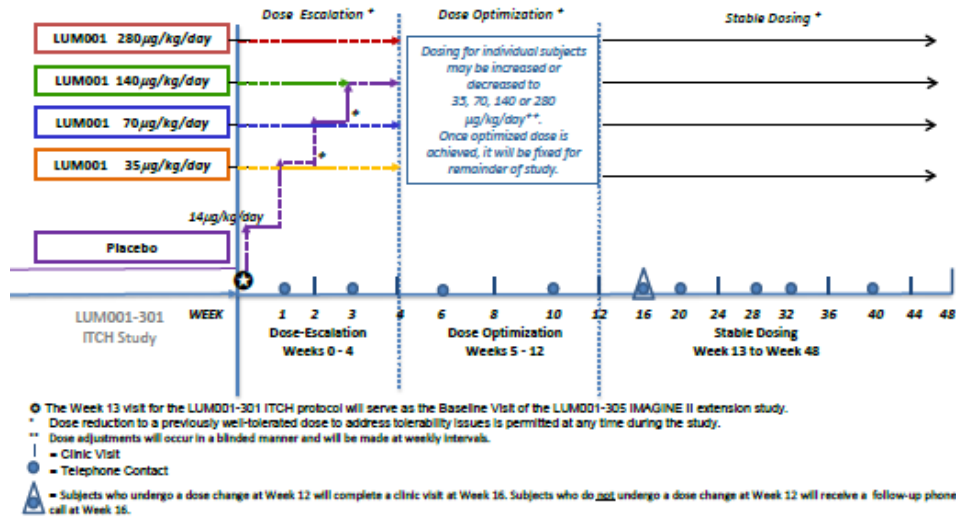 Dose Escalation *
Dose Optimization *
Stable Dosing *
LUM001 280µg/kg/day
LUM001 140µg/kg/day
LUM001 70µg/kg/day
LUM001 35µg/kg/day
Dosing for individual subjects
may be increased or
decreased to
35, 70, 140 or 280
µg/kg/day**.
Once optimized dose is
achieved, it will be fixed for
remainder of study.
*
*
14µg/kg/day
Placebo
LUM001-301
ITCH Study
WEEK
1 2 3 4 6 8 10 12 16 20 24 28 32 36 40 44 48
Dose-Escalation
Weeks 0 - 4
Dose Optimization
Weeks 5 - 12
Stable Dosing
Week 13 to Week 48
The Week 13 visit for the LUM001-301 ITCH protocol will serve as the Baseline Visit of the LUM001-305 IMAGINE II extension study.
* Dose reduction to a previously well-tolerated dose to address tolerability issues is permitted at any time during the study.
** Dose adjustments will occur in a blinded manner and will be made at weekly intervals.
= Clinic Visit
= Telephone Contact
= Subjects who undergo a dose change at Week 12 will complete a clinic visit at Week 16. Subjects who do not undergo a dose change at Week 12 will receive a follow-up phone
call at Week 16.